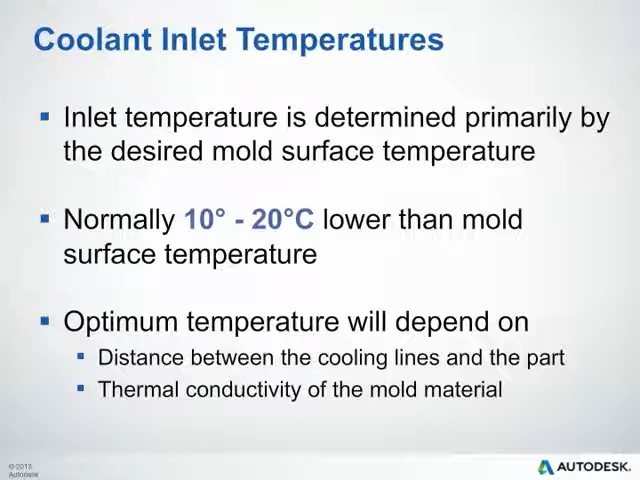 Coolant Inlet Temperatures
Inlet temperature is determined primarily by
the desired mold surface temperature
Normally 10° - 20°C lower than mold
surface temperature
Optimum temperature will depend on
Distance between the cooling lines and the part
Thermal conductivity of the mold material
© 2013
Autodesk
AUTODESK.